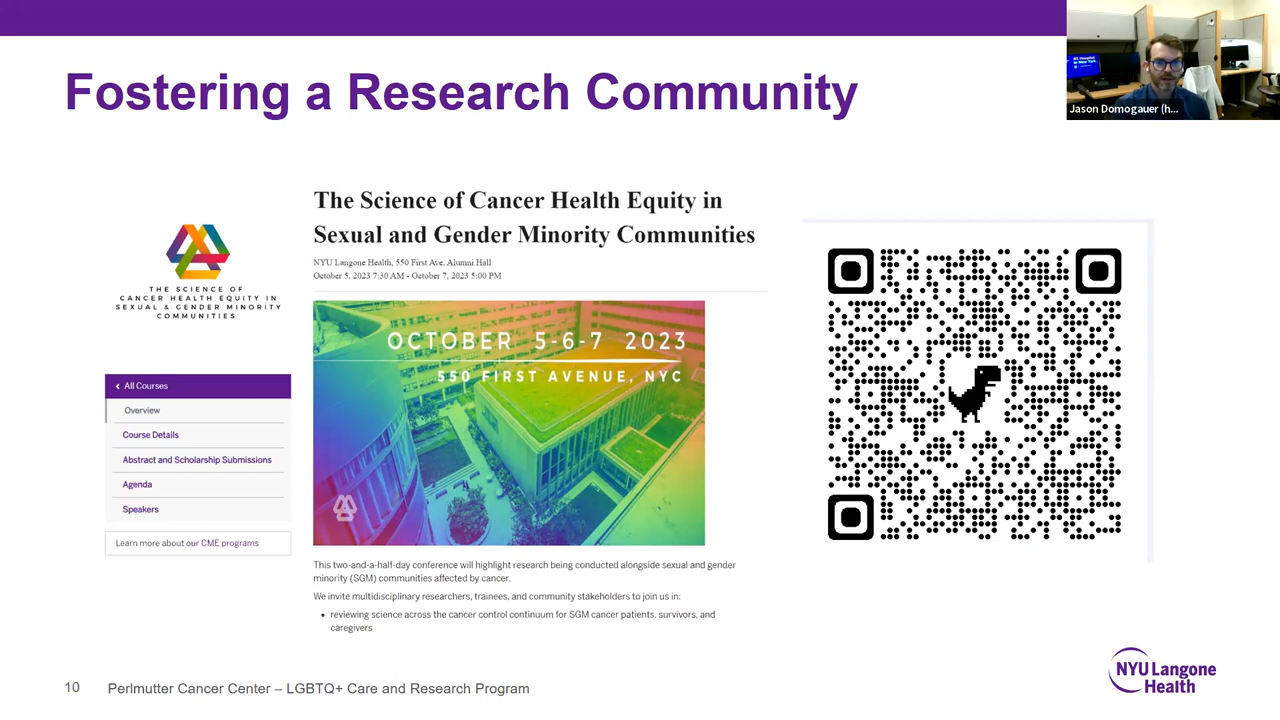 Fostering a Research Community
Jason Domogauer (h...
THE SCIENCE OF
CANCER HEALTH EQUITY IN
SEXUAL & GENDER MINORITY
COMMUNITIES
All Courses
Overview
Course Details
Abstract and Scholarship Submissions
Agenda
Speakers
Learn more about our CME programs
The Science of Cancer Health Equity in
Sexual and Gender Minority Communities
NYU Langone Health, 550 First Ave, Alumni Hall
October 5, 2023 7:30 AM - October 7, 2023 5:00 PM
OCTOBER 5-6-7 2023
550 FIRST AVENUE, NYC
This two-and-a-half-day conference will highlight research being conducted alongside sexual and gender
minority (SGM) communities affected by cancer.
We invite multidisciplinary researchers, trainees, and community stakeholders to join us in:
• reviewing science across the cancer control continuum for SGM cancer patients, survivors, and
caregivers
10 Perlmutter Cancer Center – LGBTQ+ Care and Research Program
NYU Langone
Health